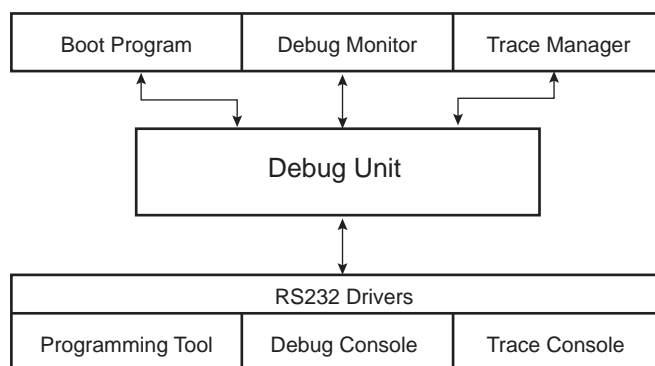 Boot Program Debug Monitor Trace Manager
Debug Unit
RS232 Drivers
Programming Tool Debug Console Trace Console